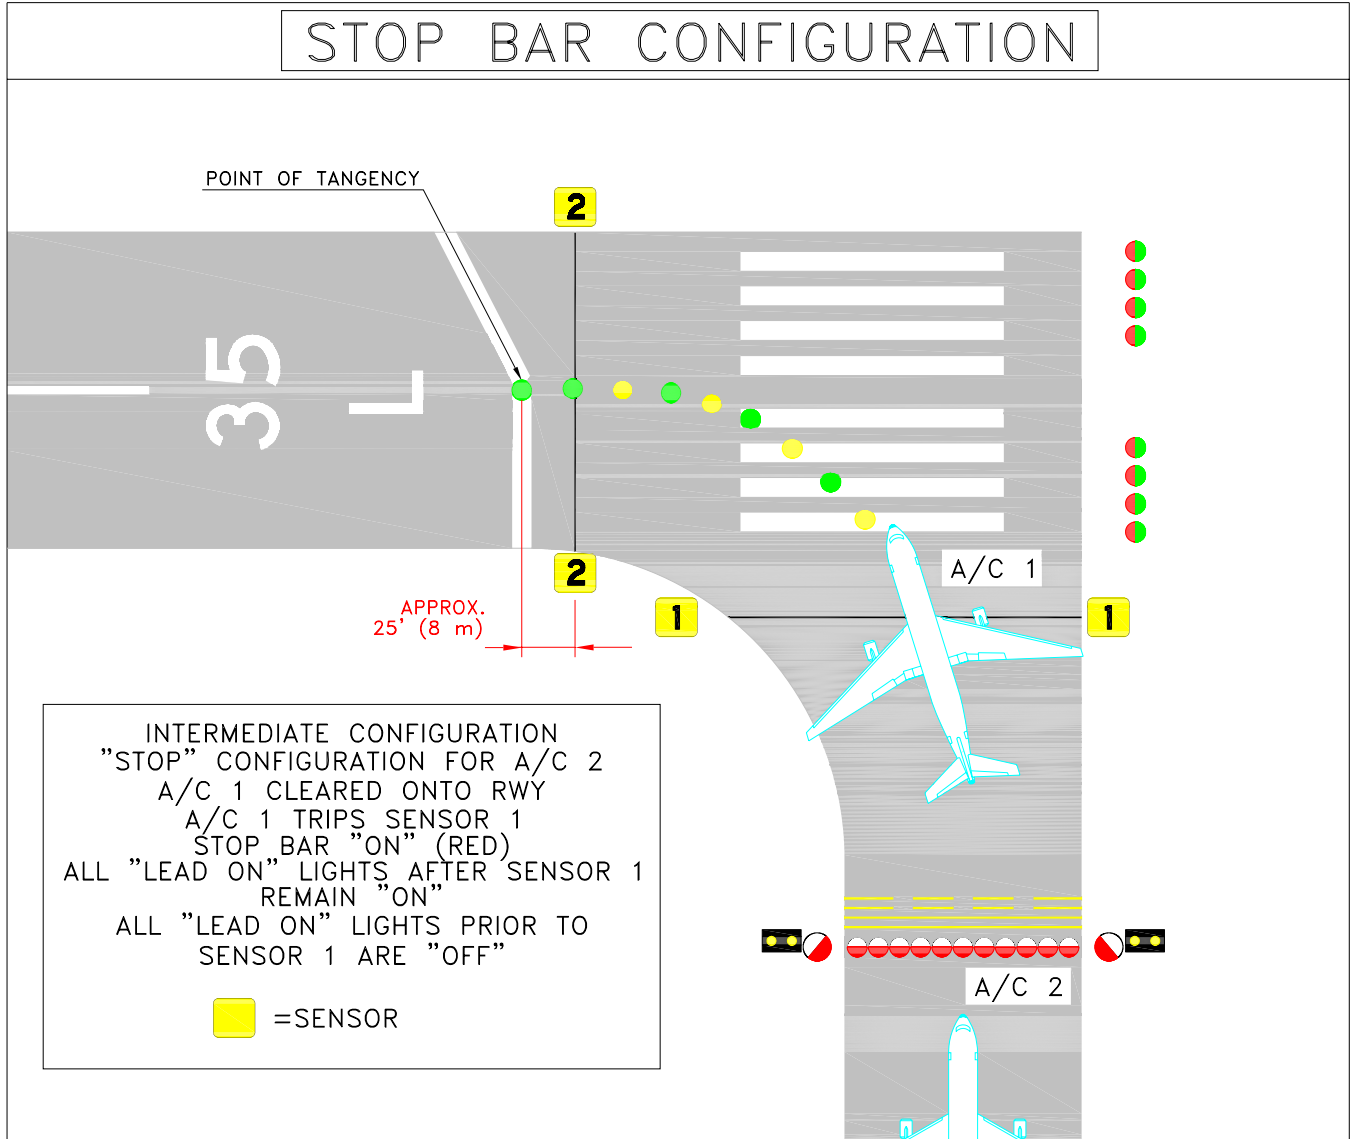 STOP BAR CONFIGURATION
POINT OF TANGENCY
2
35
L
2
A/C 1
1
1
APPROX.
25' (8 m)
INTERMEDIATE CONFIGURATION
"STOP" CONFIGURATION FOR A/C 2
A/C 1 CLEARED ONTO RWY
A/C 1 TRIPS SENSOR 1
STOP BAR "ON" (RED)
ALL "LEAD ON" LIGHTS AFTER SENSOR 1
REMAIN "ON"
ALL "LEAD ON" LIGHTS PRIOR TO
SENSOR 1 ARE "OFF"
=SENSOR
A/C 2